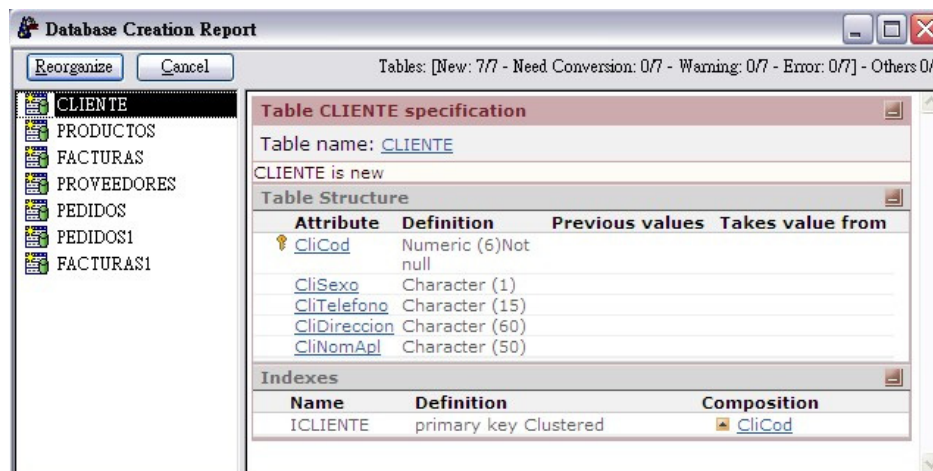 Database Creation Report
Reorganize Cancel Tables: [New: 7/7 - Need Conversion: 0/7 - Warning: 0/7 - Error: 0/7] - Others 0/
CLIENTE
PRODUCTOS
FACTURAS
PROVEEDORES
PEDIDOS
PEDIDOS1
FACTURAS1
Table CLIENTE specification
Table name: CLIENTE
CLIENTE is new
Table Structure
Attribute Definition Previous values Takes value from
CliCod Numeric (6)Not
null
CliSexo Character (1)
CliTelefono Character (15)
CliDireccion Character (60)
CliNomApl Character (50)
Indexes
Name Definition Composition
ICLIENTE primary key Clustered CliCod